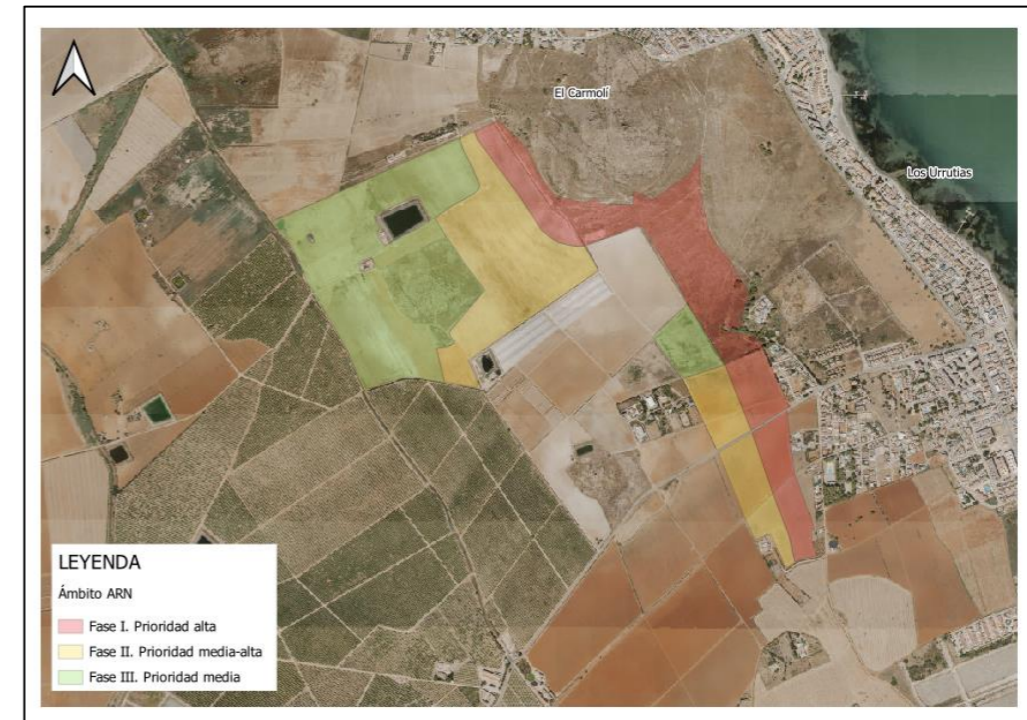 El Carmolí
Los Urrutias
LEYENDA
Ámbito ARN
Fase I. Prioridad alta
Fase II. Prioridad media-alta
Fase III. Prioridad media